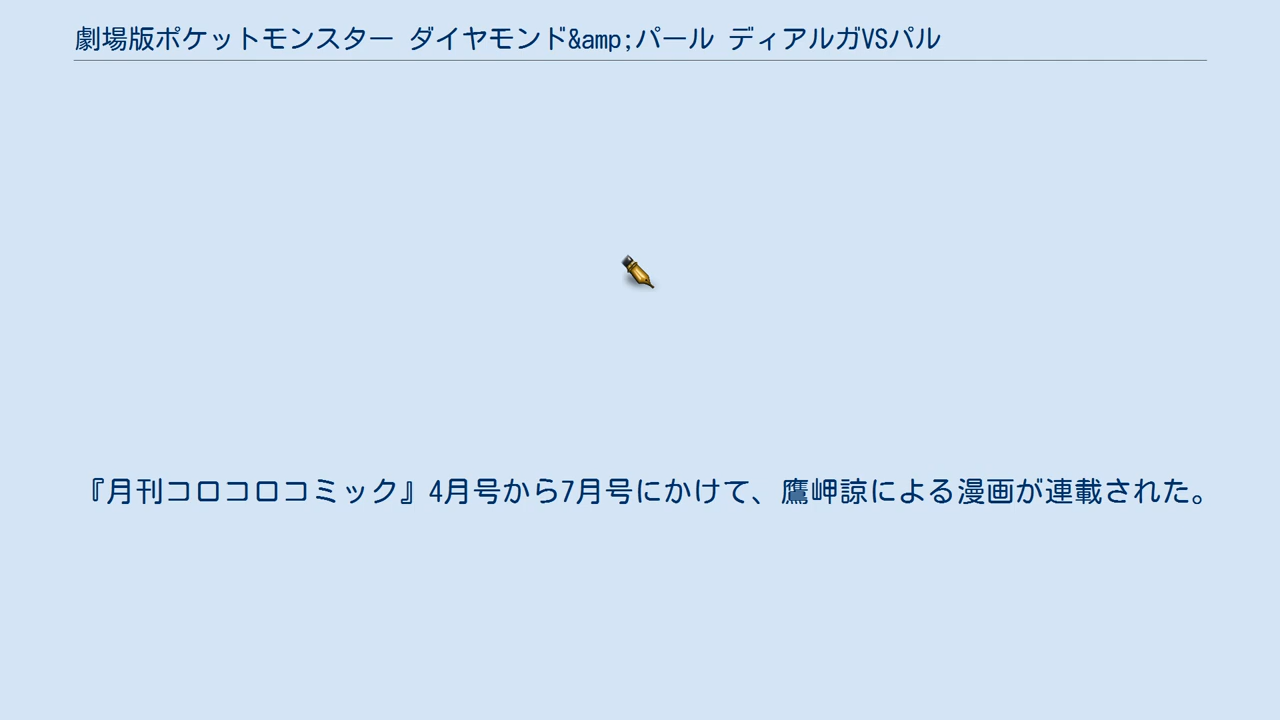 劇場版ポケットモンスター ダイヤモンド&amp;パール ディアルガVSパル
『月刊コロコロコミック』4月号から7月号にかけて、鷹岬諒による漫画が連載された。